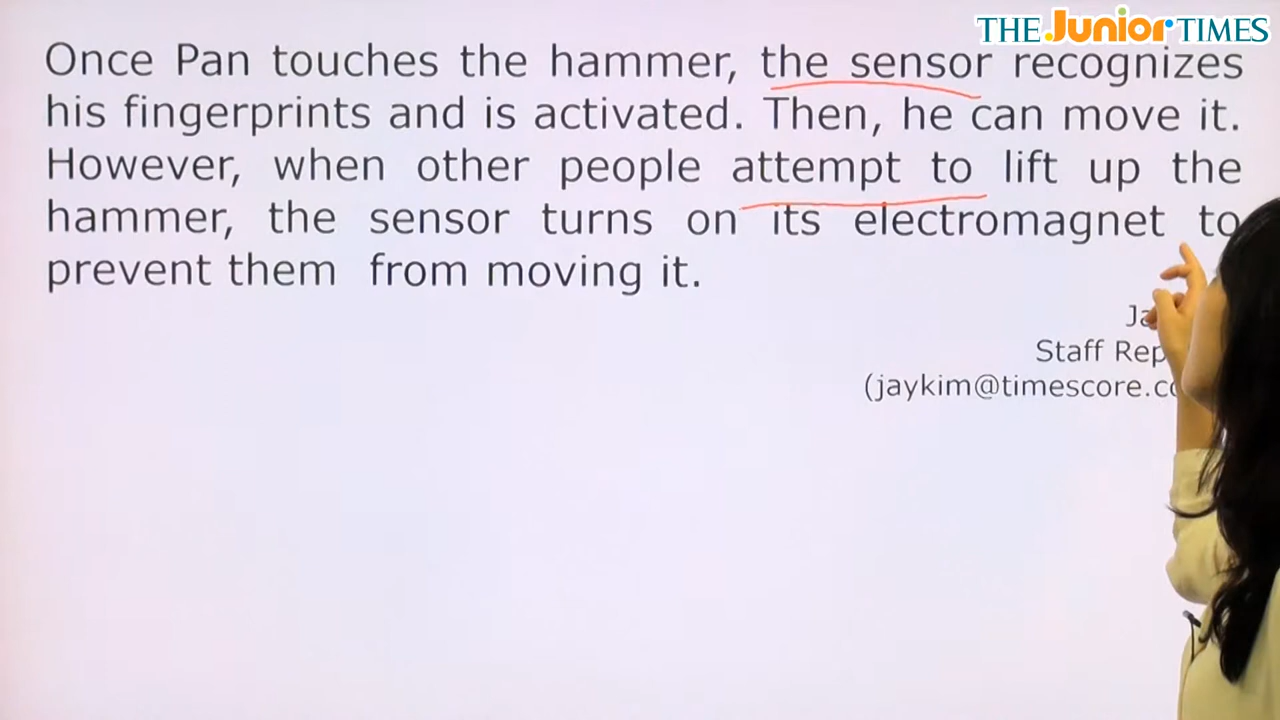 THE Junior TIMES
Once Pan touches the hammer, the sensor recognizes
his fingerprints and is activated. Then, he can move it.
However, when other people attempt to lift up the
hammer, the sensor turns on its electromagnet to
prevent them from moving it.
Staff
(jaykim@timescore.